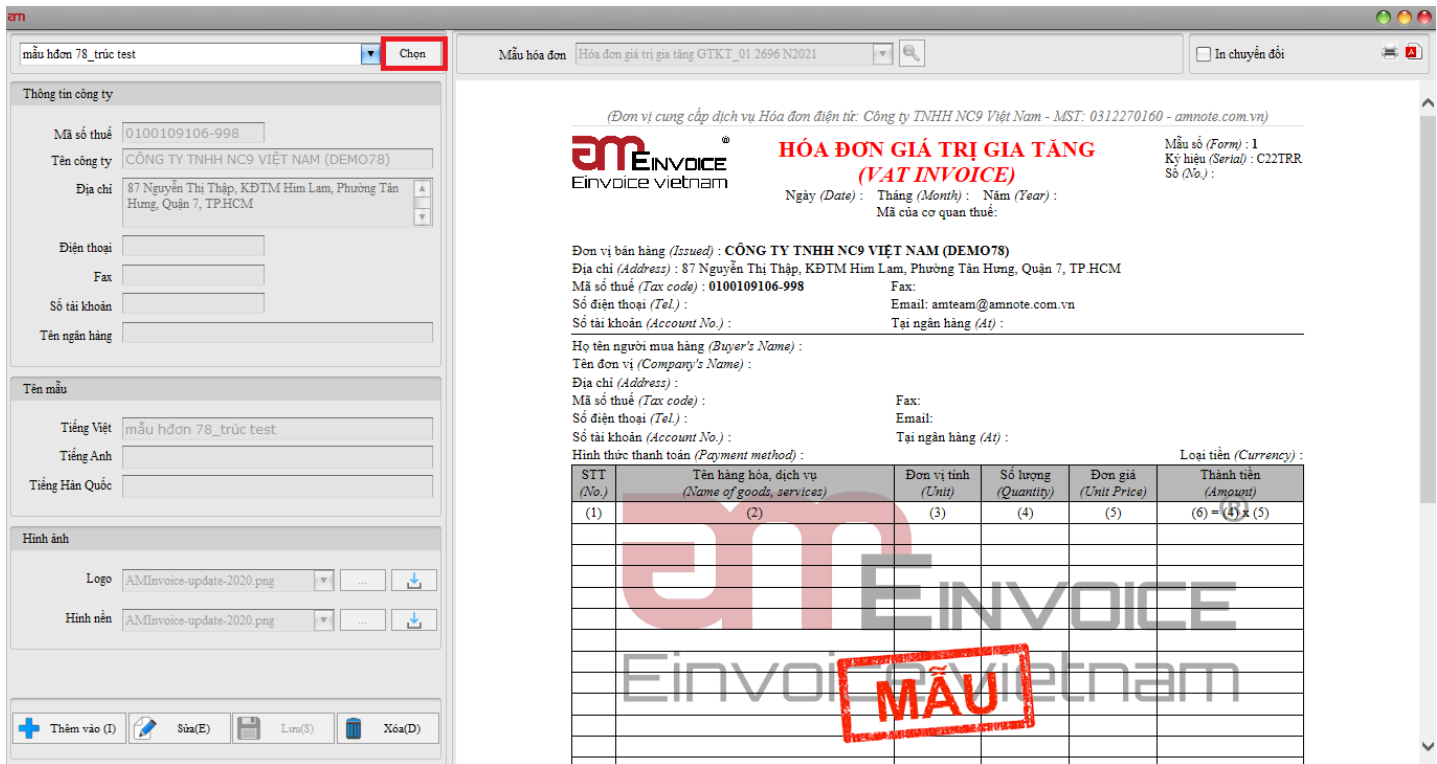 am
mẫu hđơn 78_trúc test
Chọn
Thông tin công ty
Mã số thuế 0100109106-998
Tên công ty CÔNG TY TNHH NC9 VIỆT NAM (DEMO78)
Địa chỉ 87 Nguyễn Thị Thập, KĐTM Him Lam, Phường Tân
Hưng, Quận 7, TP.HCM
Điện thoại
Fax
Số tài khoản
Tên ngân hàng
Tên mẫu
Tiếng Việt mẫu hđơn 78_trúc test
Tiếng Anh
Tiếng Hàn Quốc
Hình ảnh
Logo AMInvoice-update-2020.png ...
Hình nền AMInvoice-update-2020.png ...
Thêm vào (I) Sửa(E) Lưu(S) Xóa(D)
Mẫu hóa đơn Hóa đơn giá trị gia tăng GTKT_01 2696 N2021
In chuyển đổi
(Đơn vị cung cấp dịch vụ Hóa đơn điện tử: Công ty TNHH NC9 Việt Nam - MST: 0312270160 - amnote.com.vn)
am EINVOICE ®
Einvoice vietnam
HÓA ĐƠN GIÁ TRỊ GIA TĂNG
(VAT INVOICE)
Ngày (Date) : Tháng (Month) : Năm (Year) :
Mã của cơ quan thuế:
Mẫu số (Form) : 1
Ký hiệu (Serial) : C22TRR
Số (No.) :
Đơn vị bán hàng (Issued) : CÔNG TY TNHH NC9 VIỆT NAM (DEMO78)
Địa chỉ (Address) : 87 Nguyễn Thị Thập, KĐTM Him Lam, Phường Tân Hưng, Quận 7, TP.HCM
Mã số thuế (Tax code) : 0100109106-998 Fax:
Số điện thoại (Tel.) : Email: amteam@amnote.com.vn
Số tài khoản (Account No.) : Tại ngân hàng (At) :
Họ tên người mua hàng (Buyer's Name) :
Tên đơn vị (Company's Name) :
Địa chỉ (Address) :
Mã số thuế (Tax code) : Fax:
Số điện thoại (Tel.) : Email:
Số tài khoản (Account No.) : Tại ngân hàng (At) :
Hình thức thanh toán (Payment method) : Loại tiền (Currency) :
STT Tên hàng hóa, dịch vụ Đơn vị tính Số lượng Đơn giá Thành tiền
(No.) (Name of goods, services) (Unit) (Quantity) (Unit Price) (Amount)
(1) (2) (3) (4) (5) (6) = (4) x (5)
am EINVOICE ®
Einvoice vietnam
MẪU